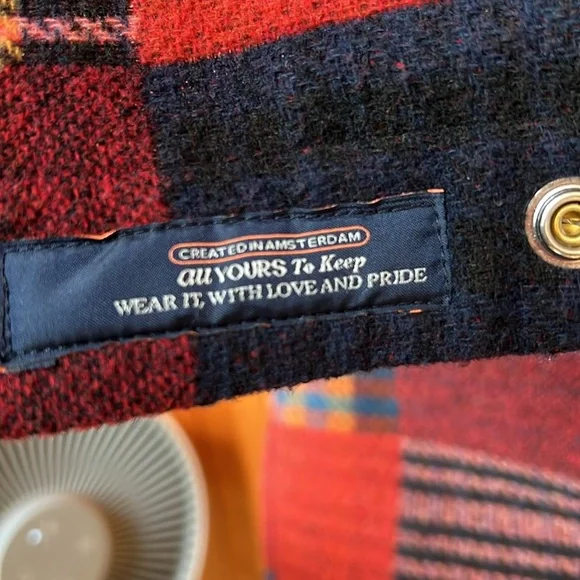 CREATED IN AMSTERDAM
all YOURS To Keep
WEAR IT, WITH LOVE AND PRIDE